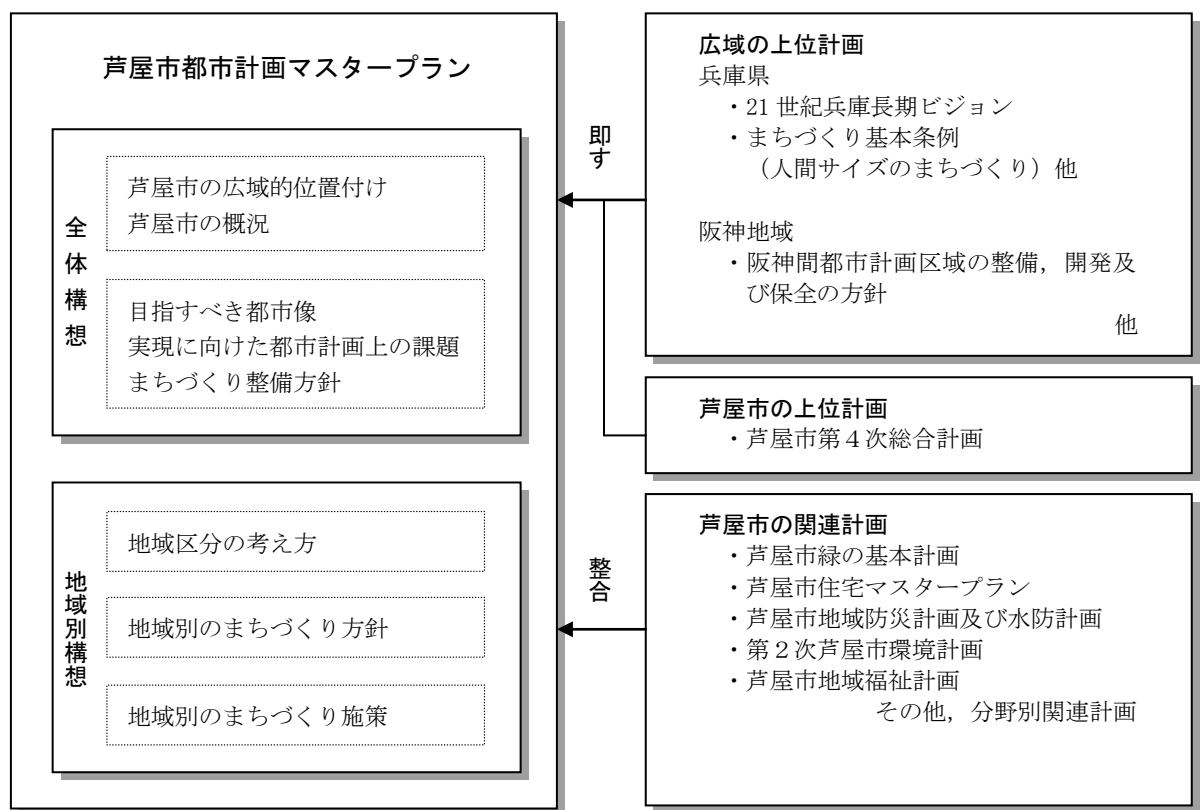 芦屋市都市計画マスタープラン
全体構想
芦屋市の広域的位置付け
芦屋市の概況
目指すべき都市像
実現に向けた都市計画上の課題
まちづくり整備方針
地域別構想
地域区分の考え方
地域別のまちづくり方針
地域別のまちづくり施策
即す
整合
広域の上位計画
兵庫県
・21 世紀兵庫長期ビジョン
・まちづくり基本条例
（人間サイズのまちづくり）他
阪神地域
・阪神間都市計画区域の整備，開発及
び保全の方針
他
芦屋市の上位計画
・芦屋市第４次総合計画
芦屋市の関連計画
・芦屋市緑の基本計画
・芦屋市住宅マスタープラン
・芦屋市地域防災計画及び水防計画
・第２次芦屋市環境計画
・芦屋市地域福祉計画
その他，分野別関連計画